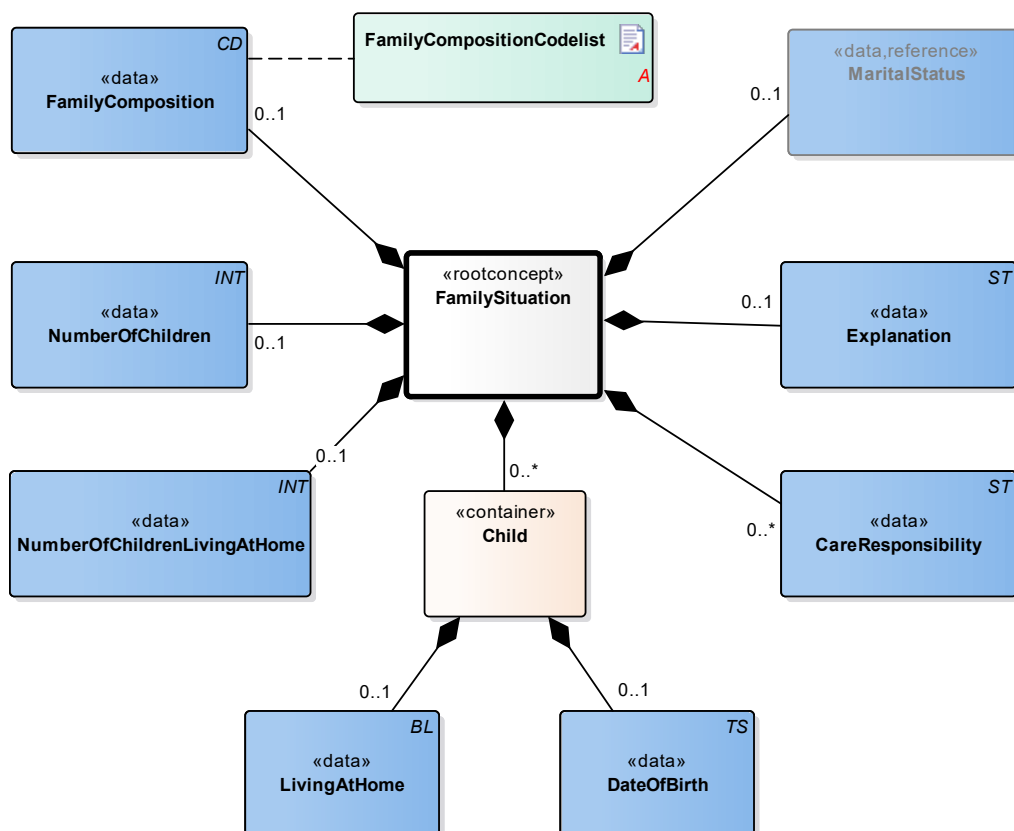 CD
«data»
FamilyComposition
0..1
FamilyCompositionCodelist
A
«data,reference»
MaritalStatus
0..1
INT
«data»
NumberOfChildren
0..1
«rootconcept»
FamilySituation
ST
«data»
Explanation
0..1
INT
«data»
NumberOfChildrenLivingAtHome
0..1
0..*
«container»
Child
ST
«data»
CareResponsibility
0..*
BL
«data»
LivingAtHome
0..1
TS
«data»
DateOfBirth
0..1